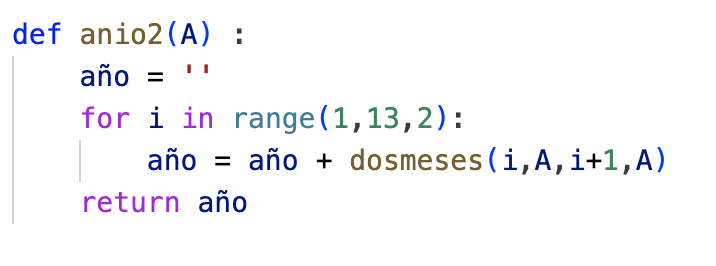 def anio2(A) :
    año = ''
    for i in range(1,13,2):
        año = año + dosmeses(i,A,i+1,A)
    return año